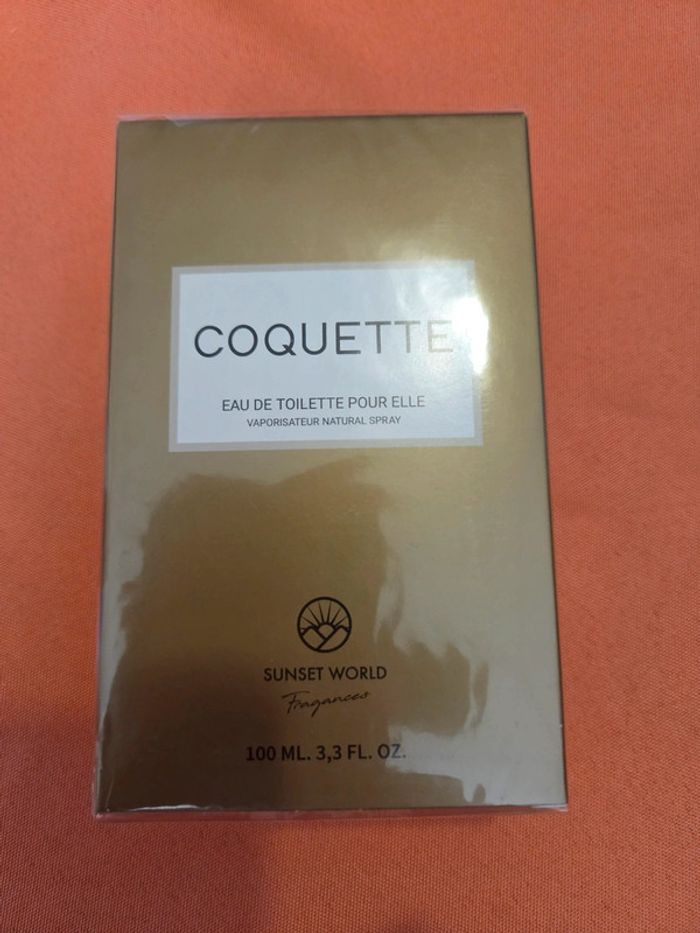 COQUETTE
EAU DE TOILETTE POUR ELLE
VAPORISATEUR NATURAL SPRAY
SUNSET WORLD
Fragances
100 ML. 3,3 FL. OZ.